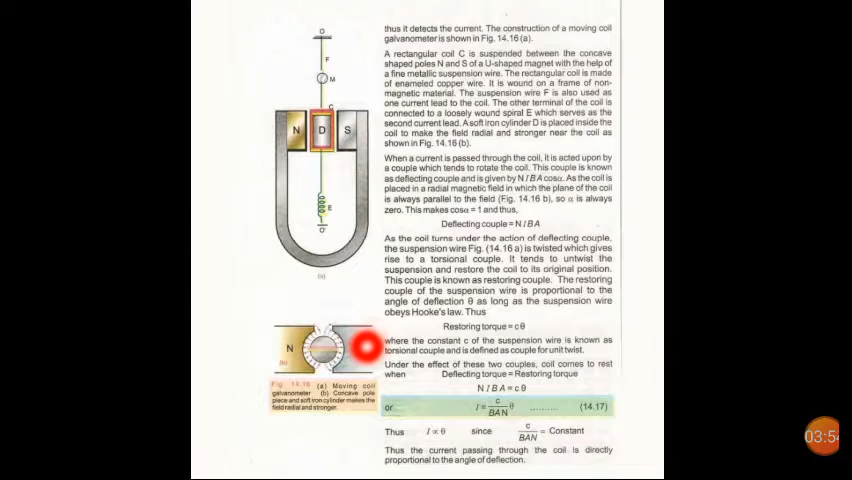 thus it detects the current. The construction of a moving coil
galvanometer is shown in Fig. 14.16 (a).
O
F
M
C
N
D
S
E
O'
(a)
A rectangular coil C is suspended between the concave
shaped poles N and S of a U-shaped magnet with the help of
a fine metallic suspension wire. The rectangular coil is made
of enameled copper wire. It is wound on a frame of non-
magnetic material. The suspension wire F is also used as
one current lead to the coil. The other terminal of the coil is
connected to a loosely wound spiral E which serves as the
second current lead. A soft iron cylinder D is placed inside the
coil to make the field radial and stronger near the coil as
shown in Fig. 14.16 (b).
When a current is passed through the coil, it is acted upon by
a couple which tends to rotate the coil. This couple is known
as deflecting couple and is given by N I B A cosα. As the coil is
placed in a radial magnetic field in which the plane of the coil
is always parallel to the field (Fig. 14.16 b), so α is always
zero. This makes cosα = 1 and thus,
Deflecting couple = N I B A
As the coil turns under the action of deflecting couple,
the suspension wire Fig. (14.16 a) is twisted which gives
rise to a torsional couple. It tends to untwist the
suspension and restore the coil to its original position.
This couple is known as restoring couple. The restoring
couple of the suspension wire is proportional to the
angle of deflection θ as long as the suspension wire
obeys Hooke's law. Thus
Restoring torque = c θ
N
(b)
where the constant c of the suspension wire is known as
torsional couple and is defined as couple for unit twist.
Under the effect of these two couples, coil comes to rest
when Deflecting torque = Restoring torque
N I B A = c θ
Fig. 14.16 (a) Moving coil
galvanometer (b) Concave pole
piece and soft iron cylinder makes the
field radial and stronger.
or I = c/BAN θ .......... (14.17)
Thus I ∝ θ since c/BAN = Constant
Thus the current passing through the coil is directly
proportional to the angle of deflection.